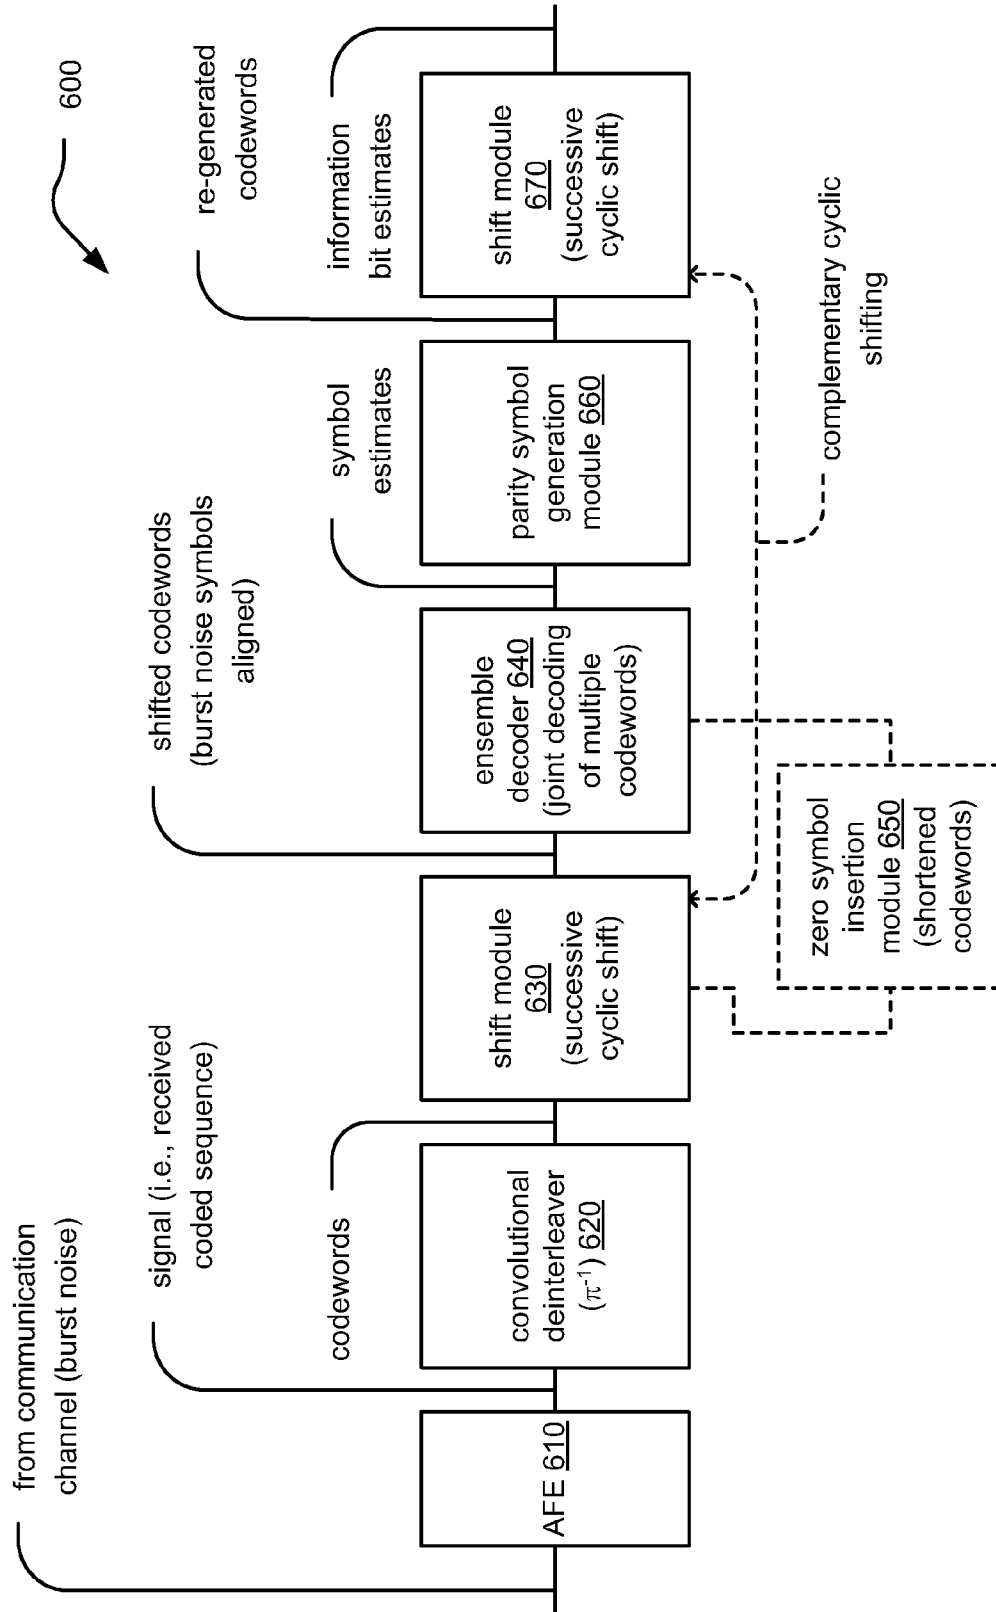 600
from communication
channel (burst noise)
signal (i.e., received
coded sequence)
codewords
shifted codewords
(burst noise symbols
aligned)
symbol
estimates
re-generated
codewords
information
bit estimates
AFE 610
convolutional
deinterleaver
(π-1) 620
shift module
630
(successive
cyclic shift)
ensemble
decoder 640
(joint decoding
of multiple
codewords)
parity symbol
generation
module 660
shift module
670
(successive
cyclic shift)
zero symbol
insertion
module 650
(shortened
codewords)
complementary cyclic
shifting